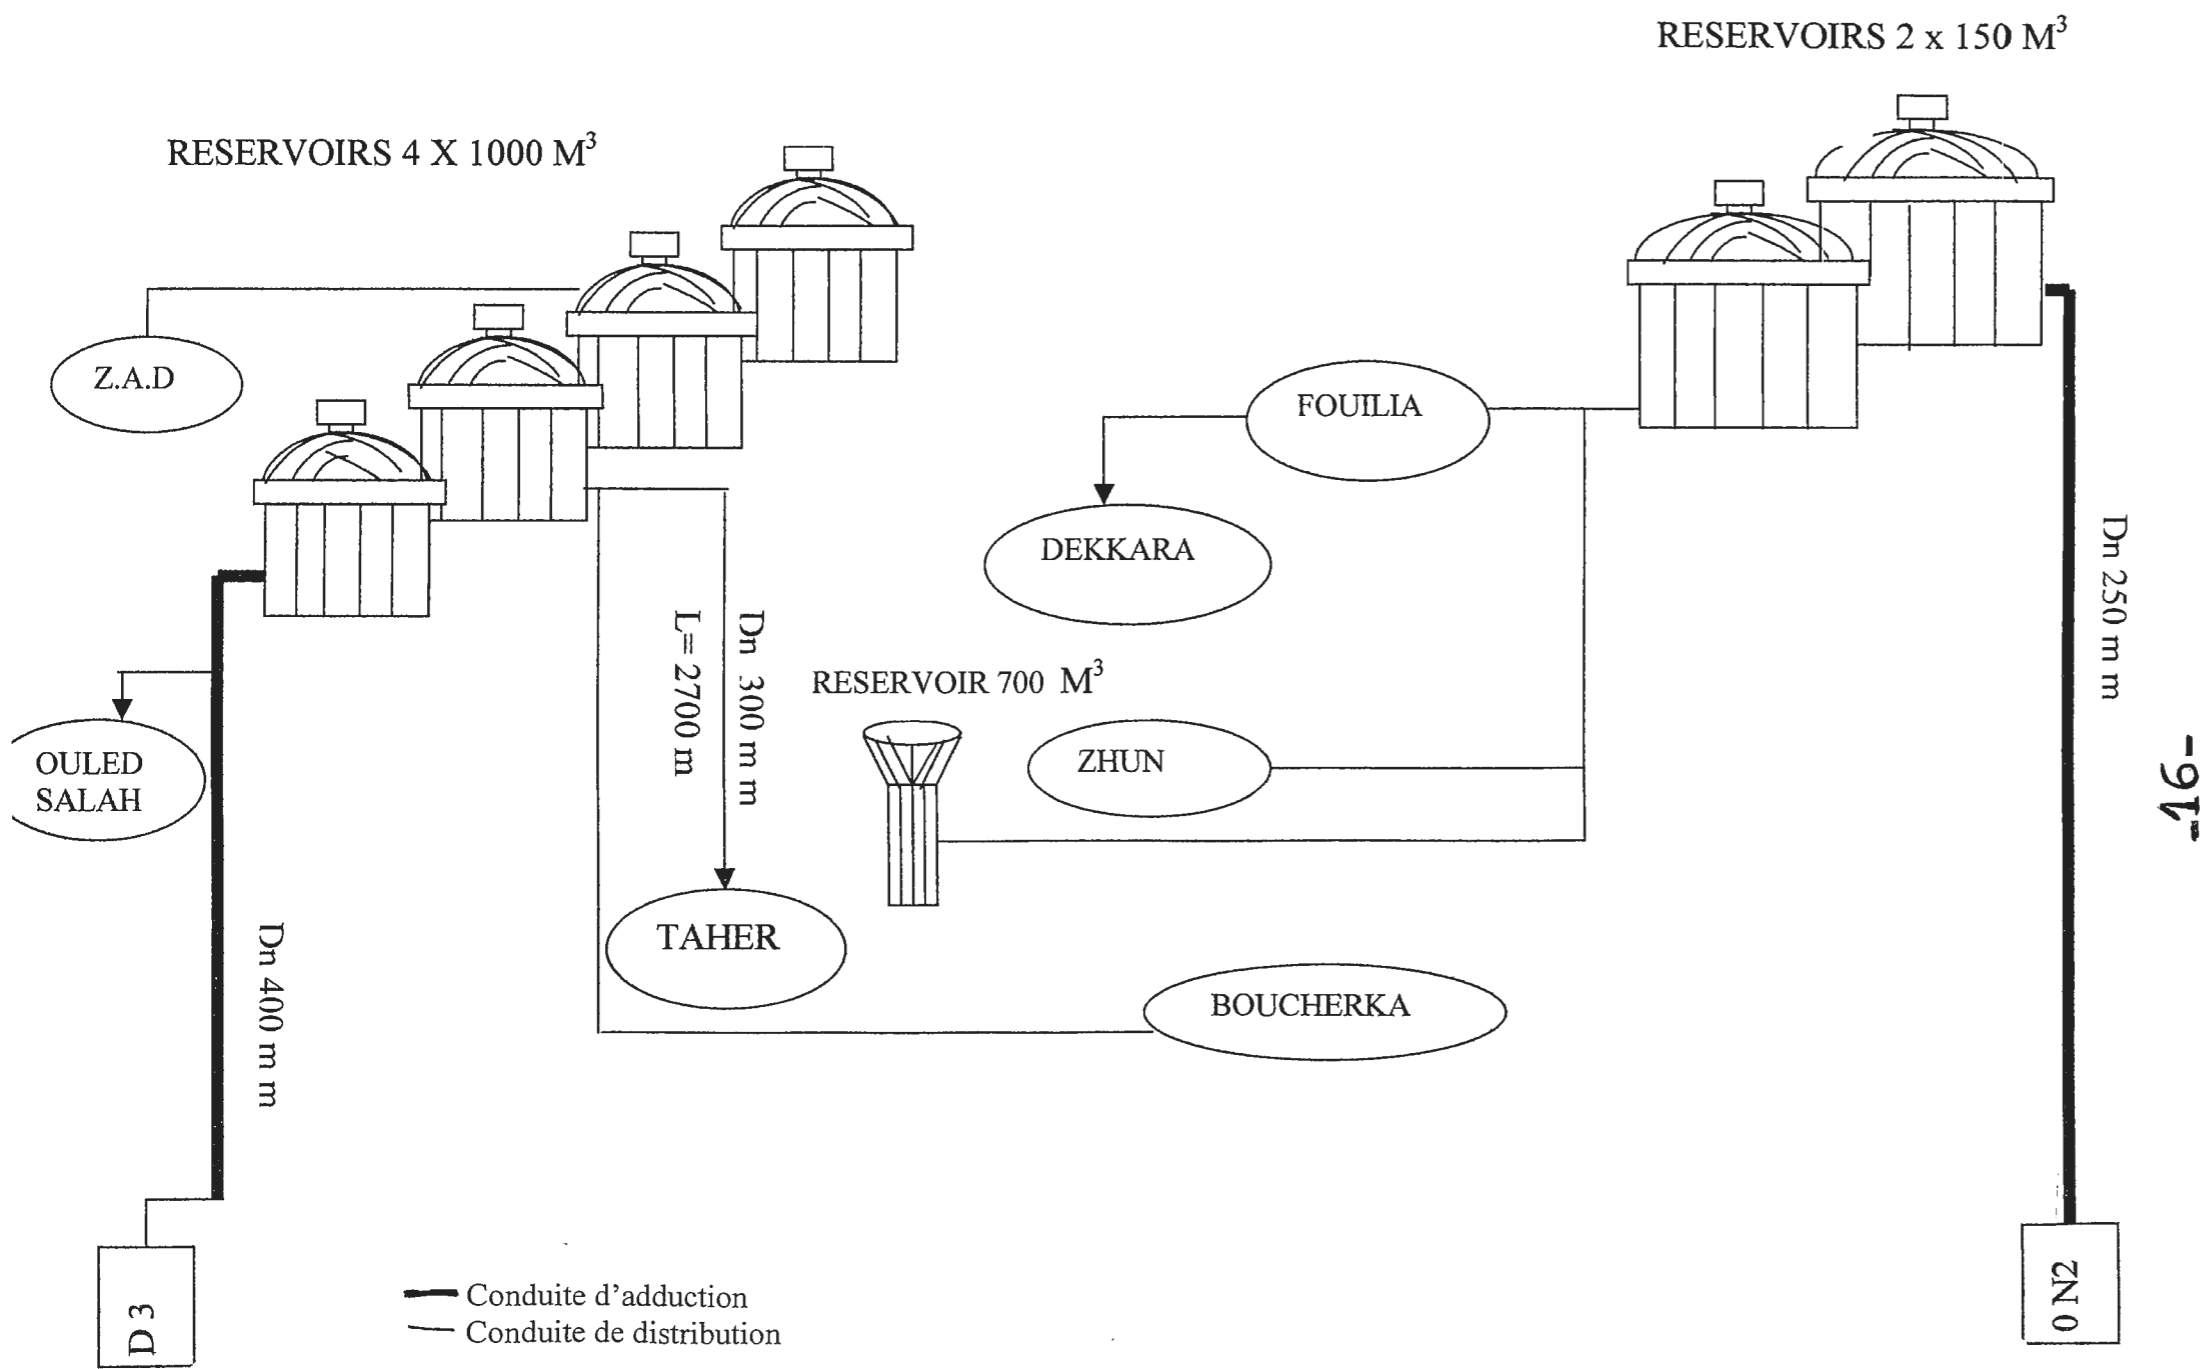 RESERVOIRS 2 x 150 M³
RESERVOIRS 4 X 1000 M³
Z.A.D
FOUILIA
DEKKARA
Dn 250 m m
Dn 300 m m
L= 2700 m
RESERVOIR 700 M³
OULED
SALAH
ZHUN
-16-
TAHER
Dn 400 m m
BOUCHERKA
D 3
0 N2
Conduite d’adduction
Conduite de distribution